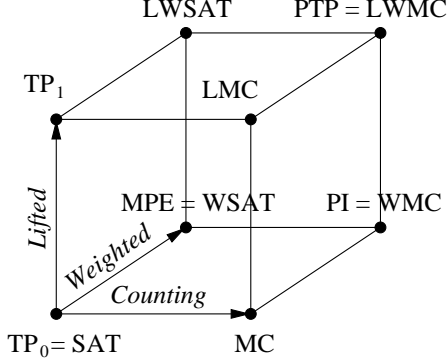 LWSAT
PTP = LWMC
TP₁
LMC
Lifted
MPE = WSAT
PI = WMC
Weighted
Counting
TP₀= SAT
MC